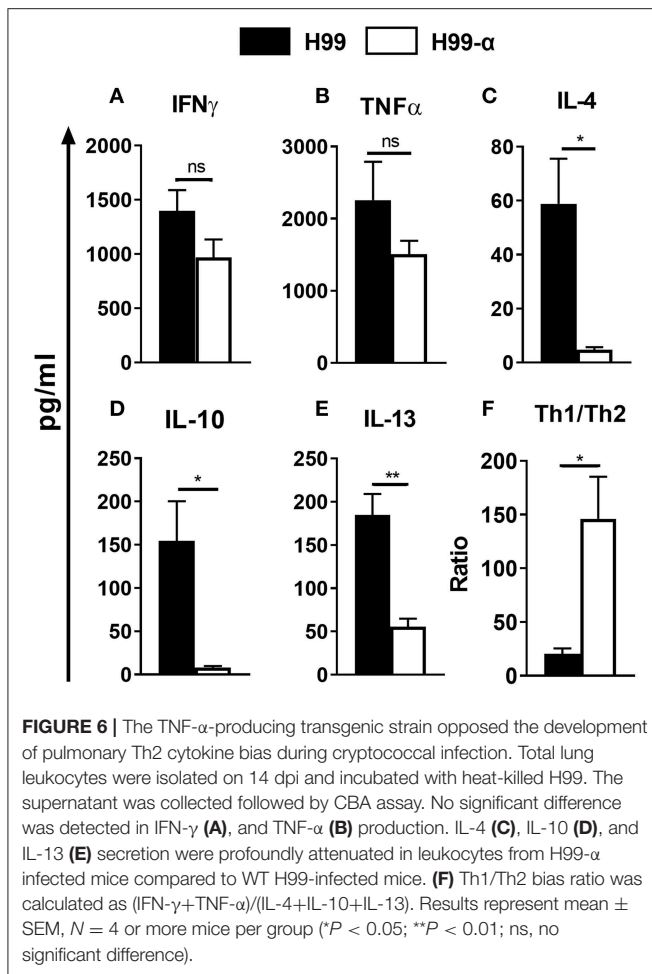 H99 H99-α
A IFNγ B TNFα C IL-4
2000
1500
1000
500
0
ns
3000
2000
1000
0
ns
80
60
40
20
0
*
pg/ml
D IL-10 E IL-13 F Th1/Th2
250
200
150
100
50
0
*
250
200
150
100
50
0
**
Ratio
200
150
100
50
0
*
FIGURE 6 | The TNF-α-producing transgenic strain opposed the development
of pulmonary Th2 cytokine bias during cryptococcal infection. Total lung
leukocytes were isolated on 14 dpi and incubated with heat-killed H99. The
supernatant was collected followed by CBA assay. No significant difference
was detected in IFN-γ (A), and TNF-α (B) production. IL-4 (C), IL-10 (D), and
IL-13 (E) secretion were profoundly attenuated in leukocytes from H99-α
infected mice compared to WT H99-infected mice. (F) Th1/Th2 bias ratio was
calculated as (IFN-γ+TNF-α)/(IL-4+IL-10+IL-13). Results represent mean ±
SEM, N = 4 or more mice per group (*P < 0.05; **P < 0.01; ns, no
significant difference).